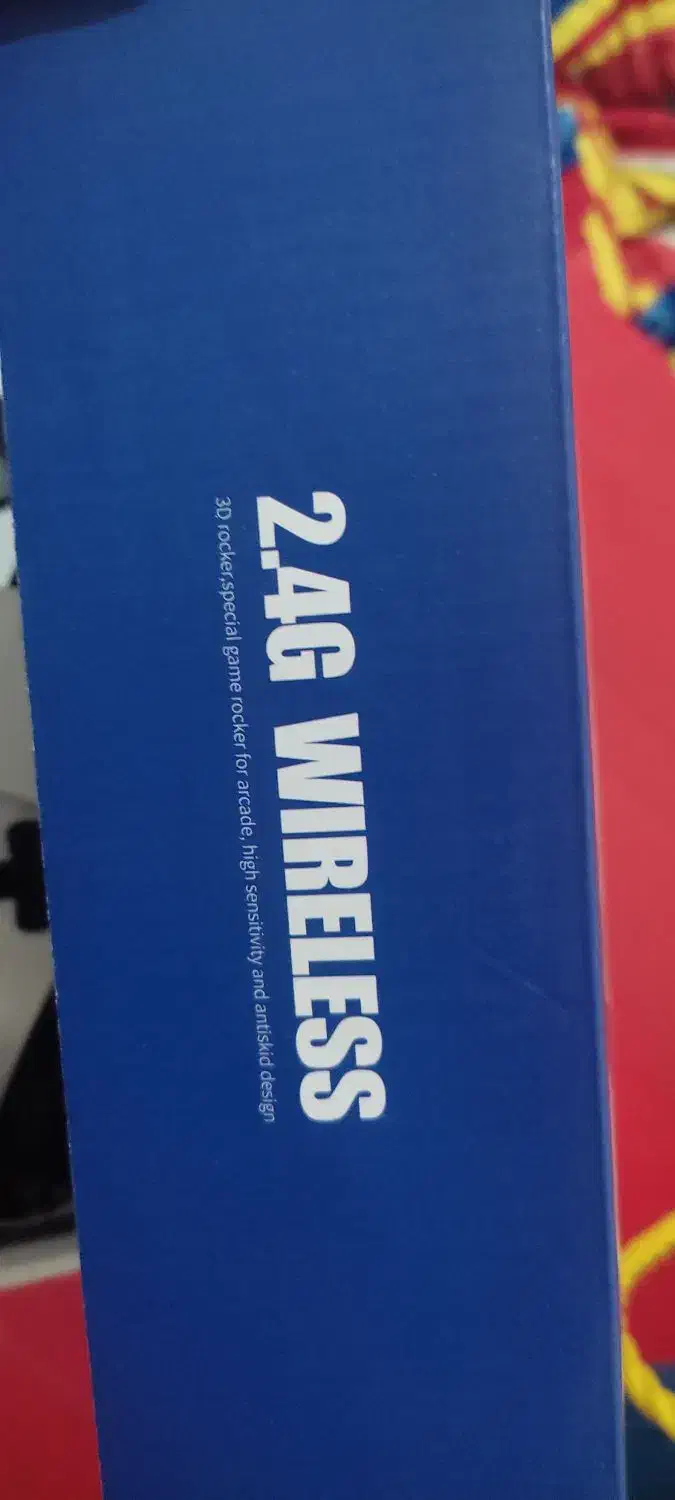 2.4G WIRELESS
3D rocker,special game rocker for arcade, high sensitivity and antiskid design